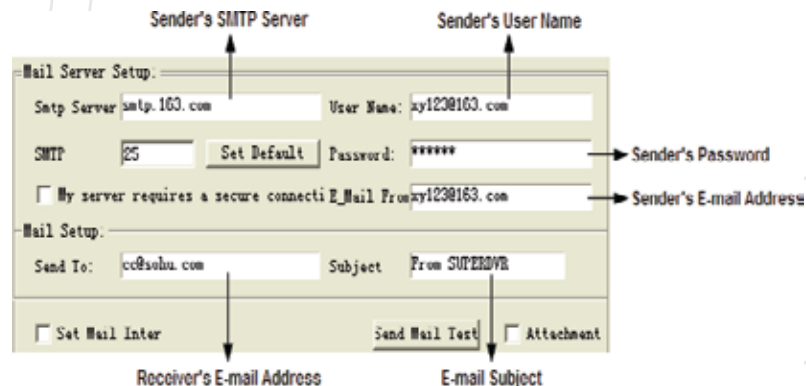 Sender's SMTP Server Sender's User Name
Mail Server Setup:
Smtp Server smtp.163.com User Name: xy123@163.com
SMTP 25 Set Default Password: ******
Sender's Password
My server requires a secure connecti E_Mail From xy123@163.com
Sender's E-mail Address
Mail Setup:
Send To: cc@sohu.com Subject From SUPERDVR
Set Mail Inter Send Mail Test Attachment
Receiver's E-mail Address E-mail Subject